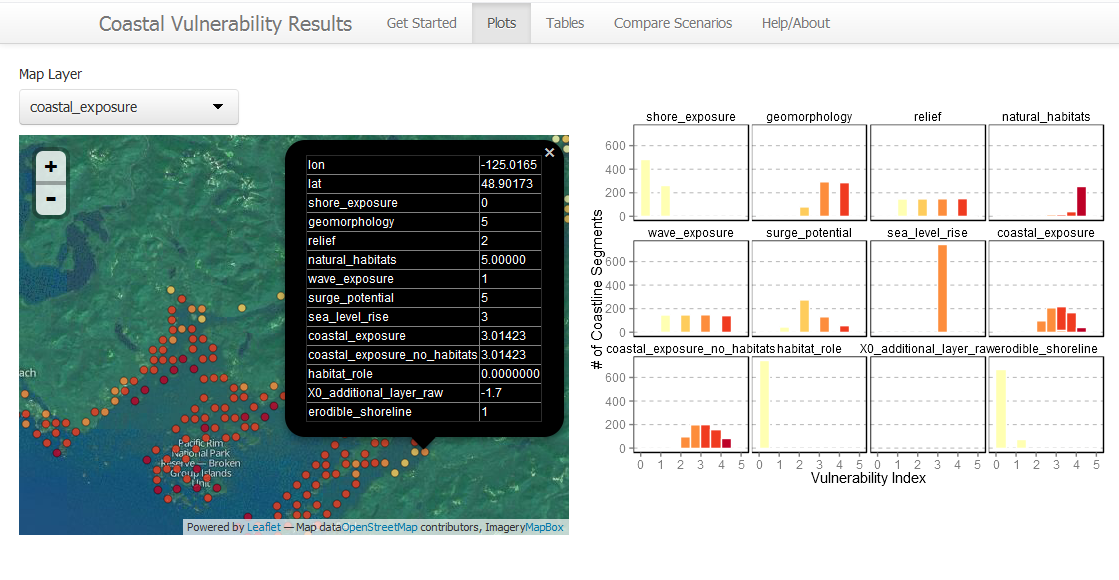 Coastal Vulnerability Results Get Started Plots Tables Compare Scenarios Help/About
Map Layer
coastal_exposure
+
-
ach
Pacific Rim
National Park
Reserve — Broken
Group Islands
Unit
×
lon -125.0165
lat 48.90173
shore_exposure 0
geomorphology 5
relief 2
natural_habitats 5.00000
wave_exposure 1
surge_potential 5
sea_level_rise 3
coastal_exposure 3.01423
coastal_exposure_no_habitats 3.01423
habitat_role 0.0000000
X0_additional_layer_raw -1.7
erodible_shoreline 1
Powered by Leaflet — Map dataOpenStreetMap contributors, ImageryMapBox
# of Coastline Segments
shore_exposure geomorphology relief natural_habitats
600
400
200
0
wave_exposure surge_potential sea_level_rise coastal_exposure
600
400
200
0
coastal_exposure_no_habitats habitat_role X0_additional_layer_raw erodible_shoreline
600
400
200
0
0 1 2 3 4 5 0 1 2 3 4 5 0 1 2 3 4 5 0 1 2 3 4 5
Vulnerability Index